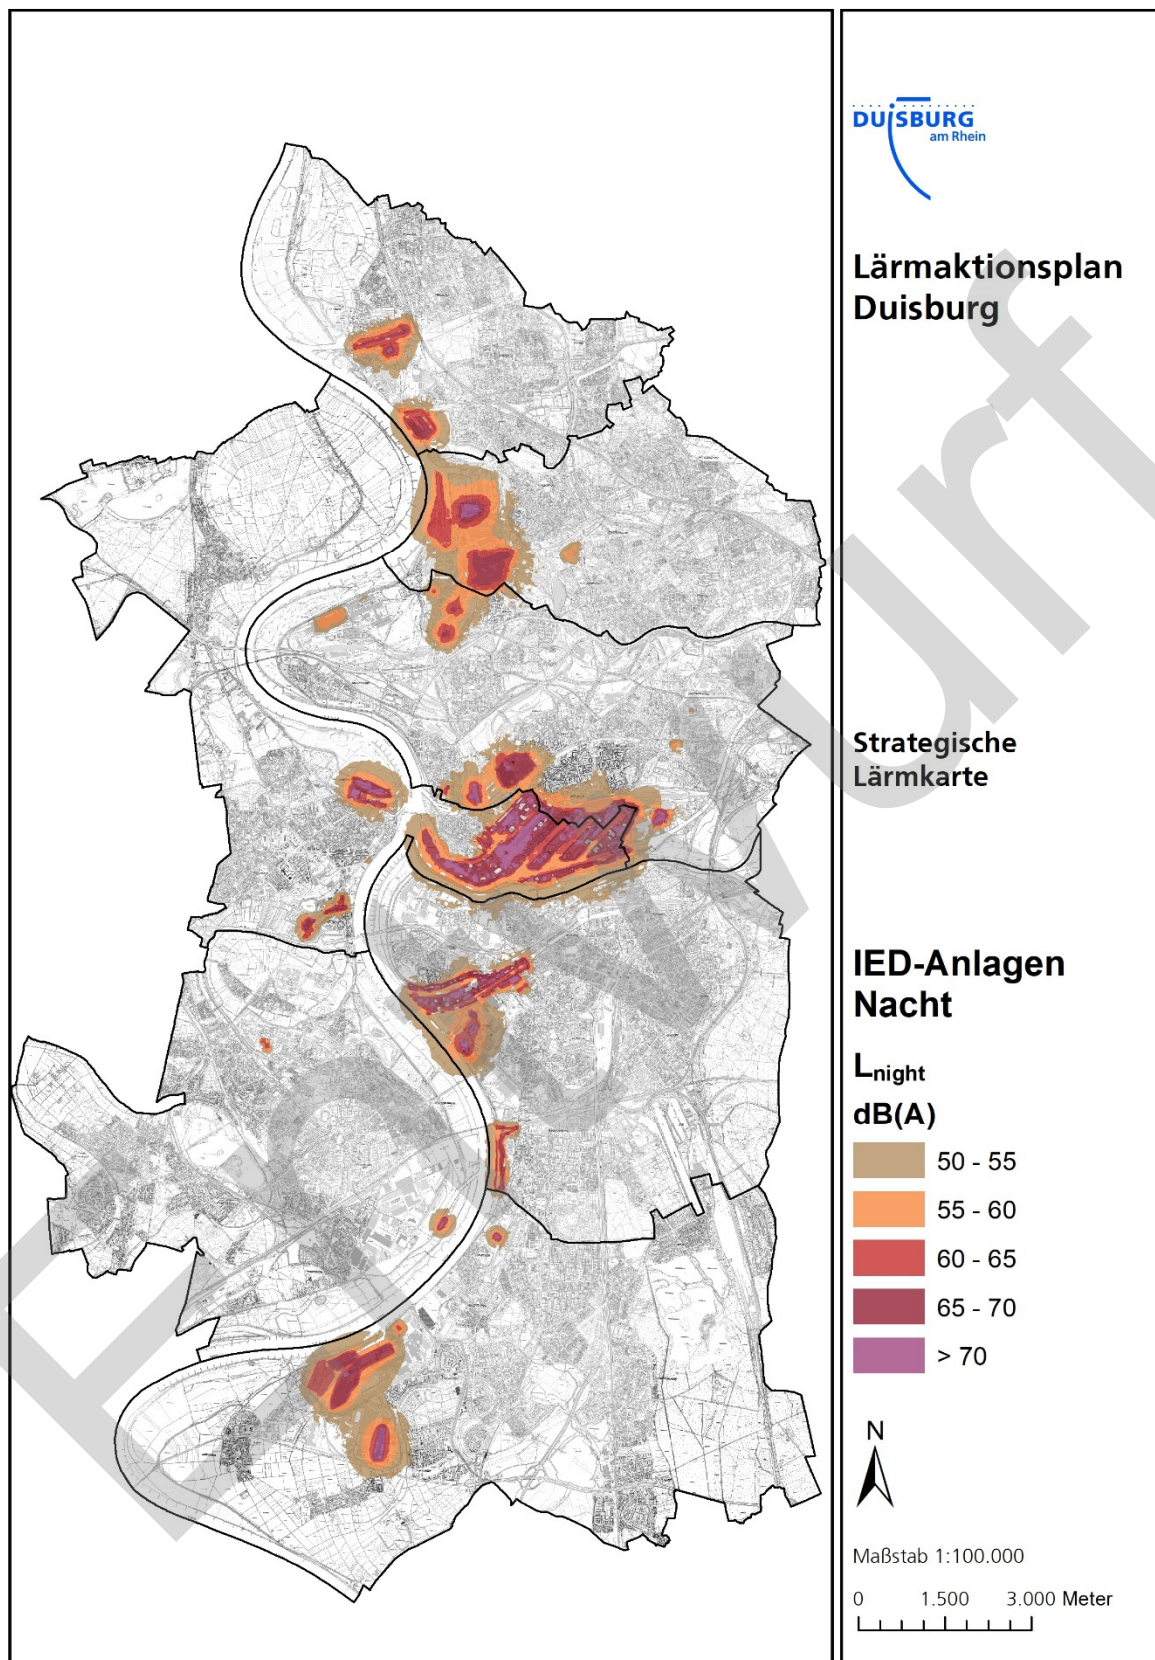 DUISBURG
am Rhein
Lärmaktionsplan
Duisburg
Strategische
Lärmkarte
IED-Anlagen
Nacht
Lnight
dB(A)
50 - 55
55 - 60
60 - 65
65 - 70
> 70
N
Maßstab 1:100.000
0 1.500 3.000 Meter
Entwurf